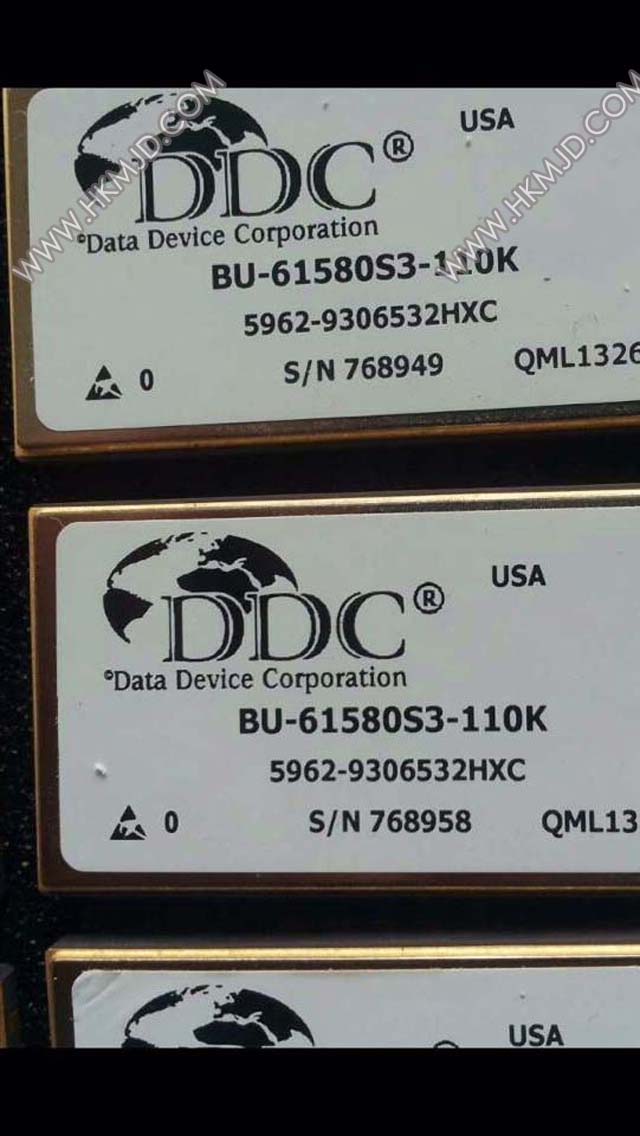 WWW.HKMJD.COM
WWW.HKMJD.COM
DDC® USA
©Data Device Corporation
BU-61580S3-110K
5962-9306532HXC
0 S/N 768949 QML1326
DDC® USA
©Data Device Corporation
BU-61580S3-110K
5962-9306532HXC
0 S/N 768958 QML13
USA